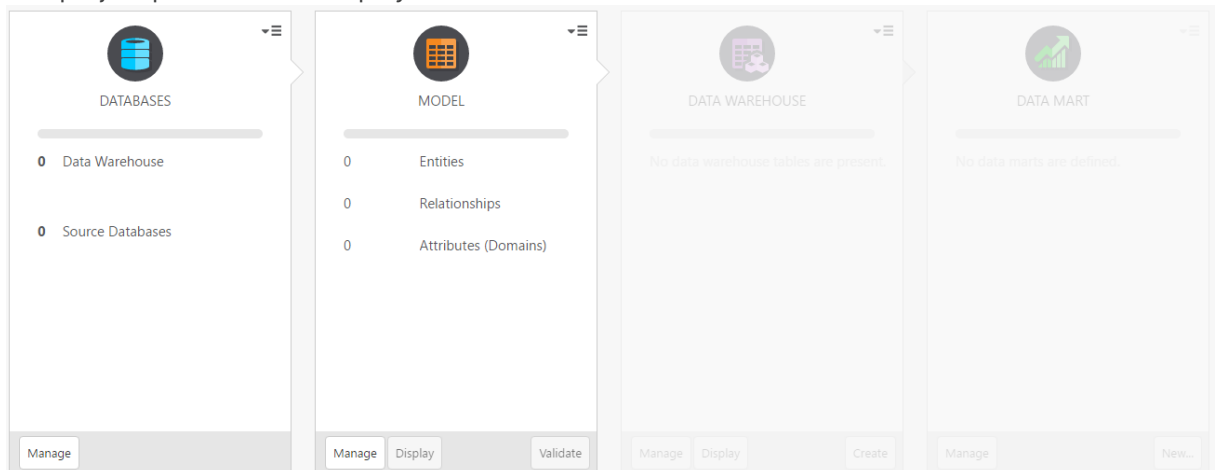 DATABASES
0 Data Warehouse
0 Source Databases
Manage
MODEL
0 Entities
0 Relationships
0 Attributes (Domains)
Manage Display Validate
DATA WAREHOUSE
No data warehouse tables are present.
Manage Display Create
DATA MART
No data marts are defined.
Manage New...